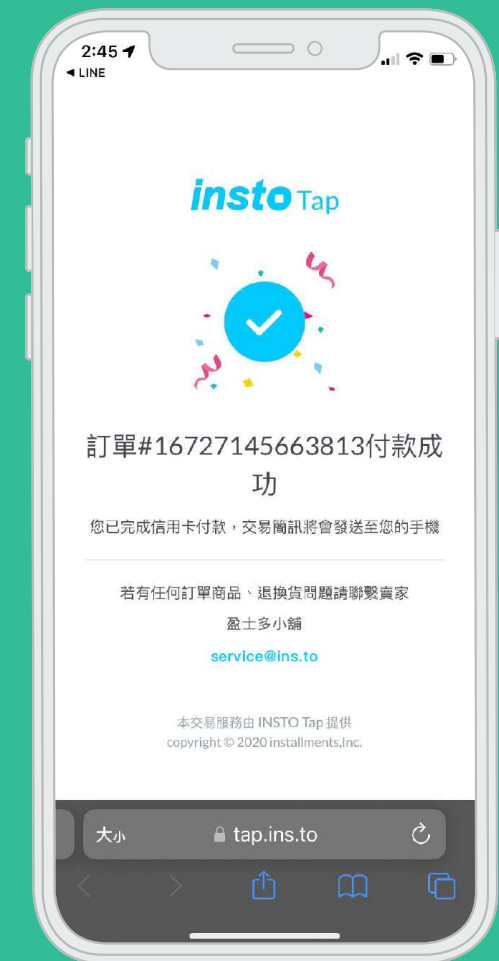 2:45
◀ LINE
insto Tap
訂單#16727145663813付款成
功
您已完成信用卡付款，交易簡訊將會發送至您的手機
若有任何訂單商品、退換貨問題請聯繫賣家
盈士多小舖
service@ins.to
本交易服務由 INSTO Tap 提供
copyright © 2020 installments,Inc.
大小 tap.ins.to